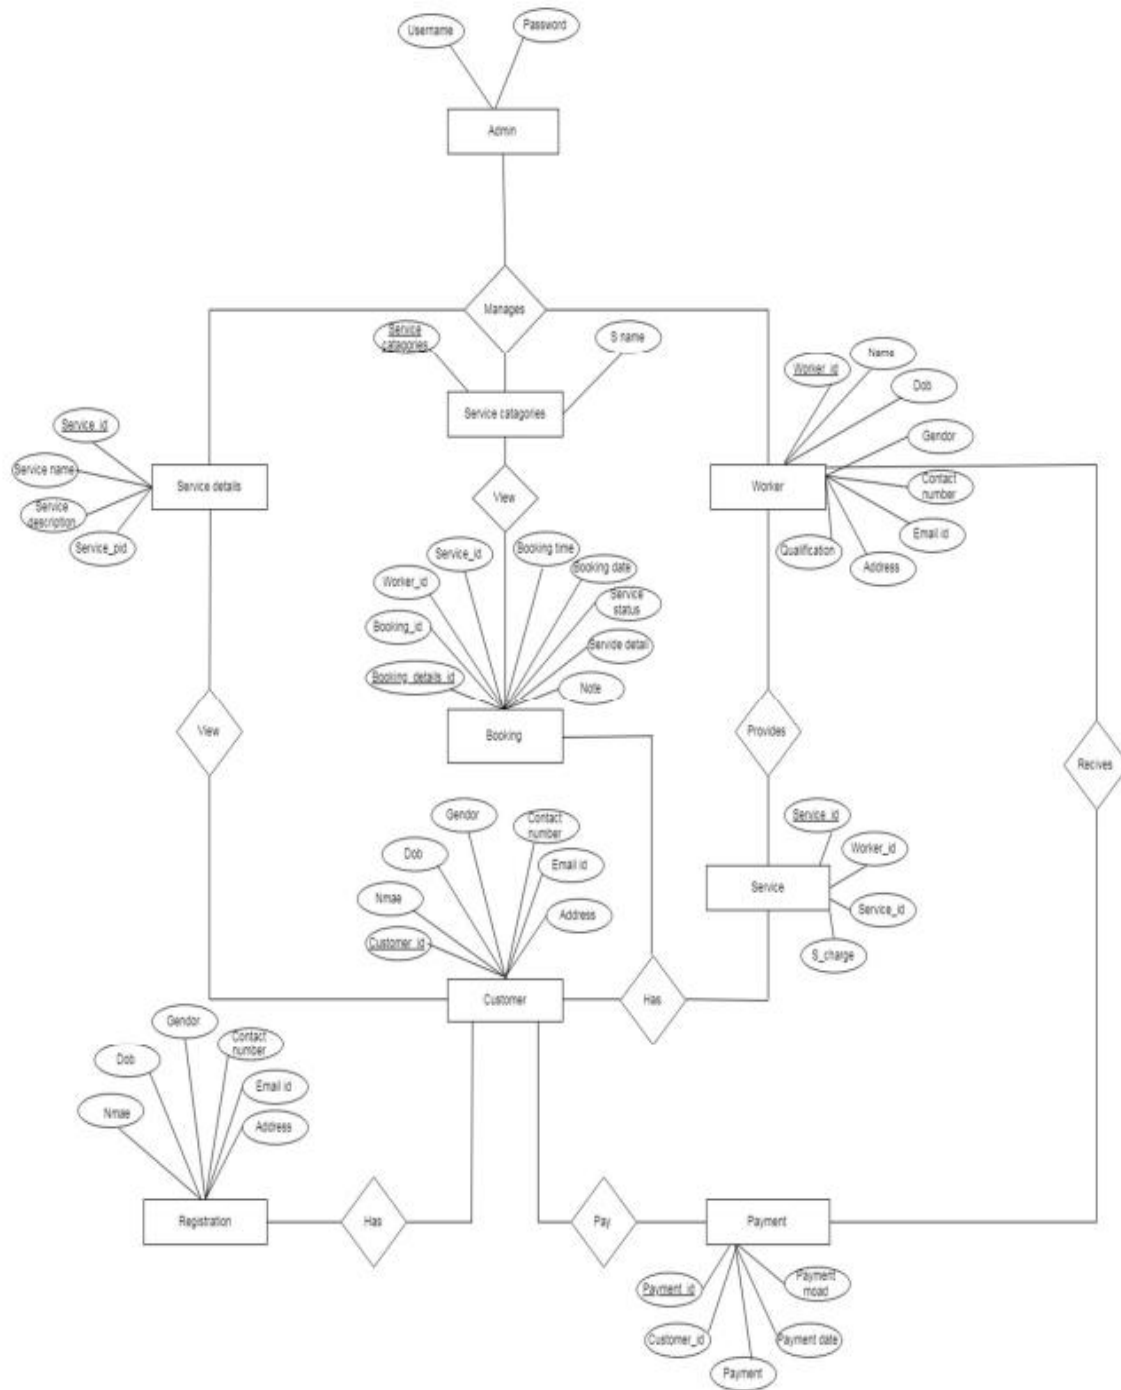 Username
Password
Admin
Manages
Service
catagories
S name
Service catagories
Worker_id
Name
Dob
Gendor
Contact
number
Email id
Address
Qualification
Worker
Service_id
Service name
Service
description
Service_pid
Service details
View
Service_id
Booking time
Booking date
Worker_id
Service
status
Booking_id
Servide detail
Booking_details_id
Note
Booking
View
Provides
Recives
Gendor
Contact
number
Dob
Email id
Nmae
Address
Customer_id
Customer
Service_id
Worker_id
Service_id
S_charge
Service
Has
Gendor
Contact
number
Dob
Email id
Nmae
Address
Registration
Has
Pay
Payment
Payment_id
Payment
moad
Customer_id
Payment date
Payment